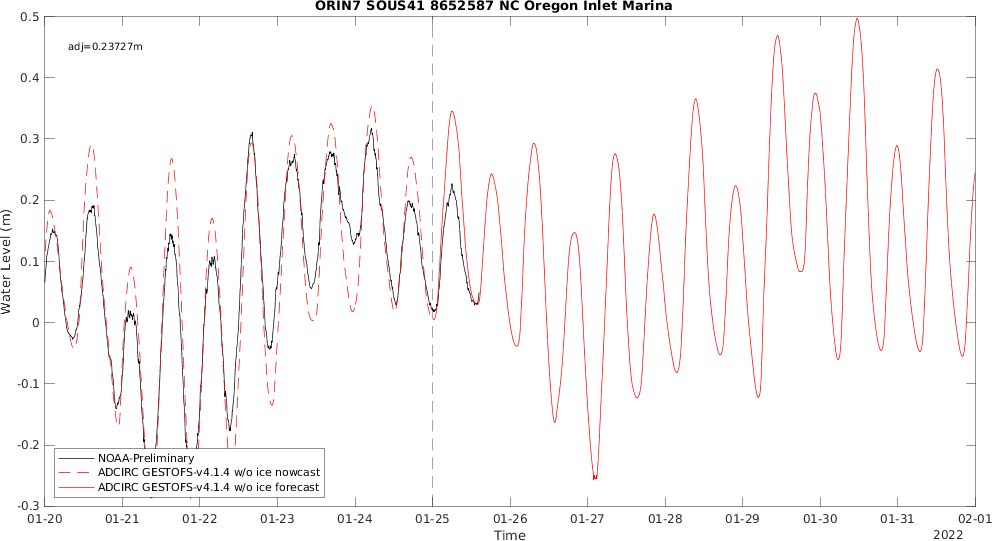 ORIN7 SOUS41 8652587 NC Oregon Inlet Marina
adj=0.23727m
0.5
0.4
0.3
0.2
0.1
0
-0.1
-0.2
-0.3
Water Level (m)
NOAA-Preliminary
ADCIRC GESTOFS-v4.1.4 w/o ice nowcast
ADCIRC GESTOFS-v4.1.4 w/o ice forecast
01-20 01-21 01-22 01-23 01-24 01-25 01-26 01-27 01-28 01-29 01-30 01-31 02-01
Time
2022